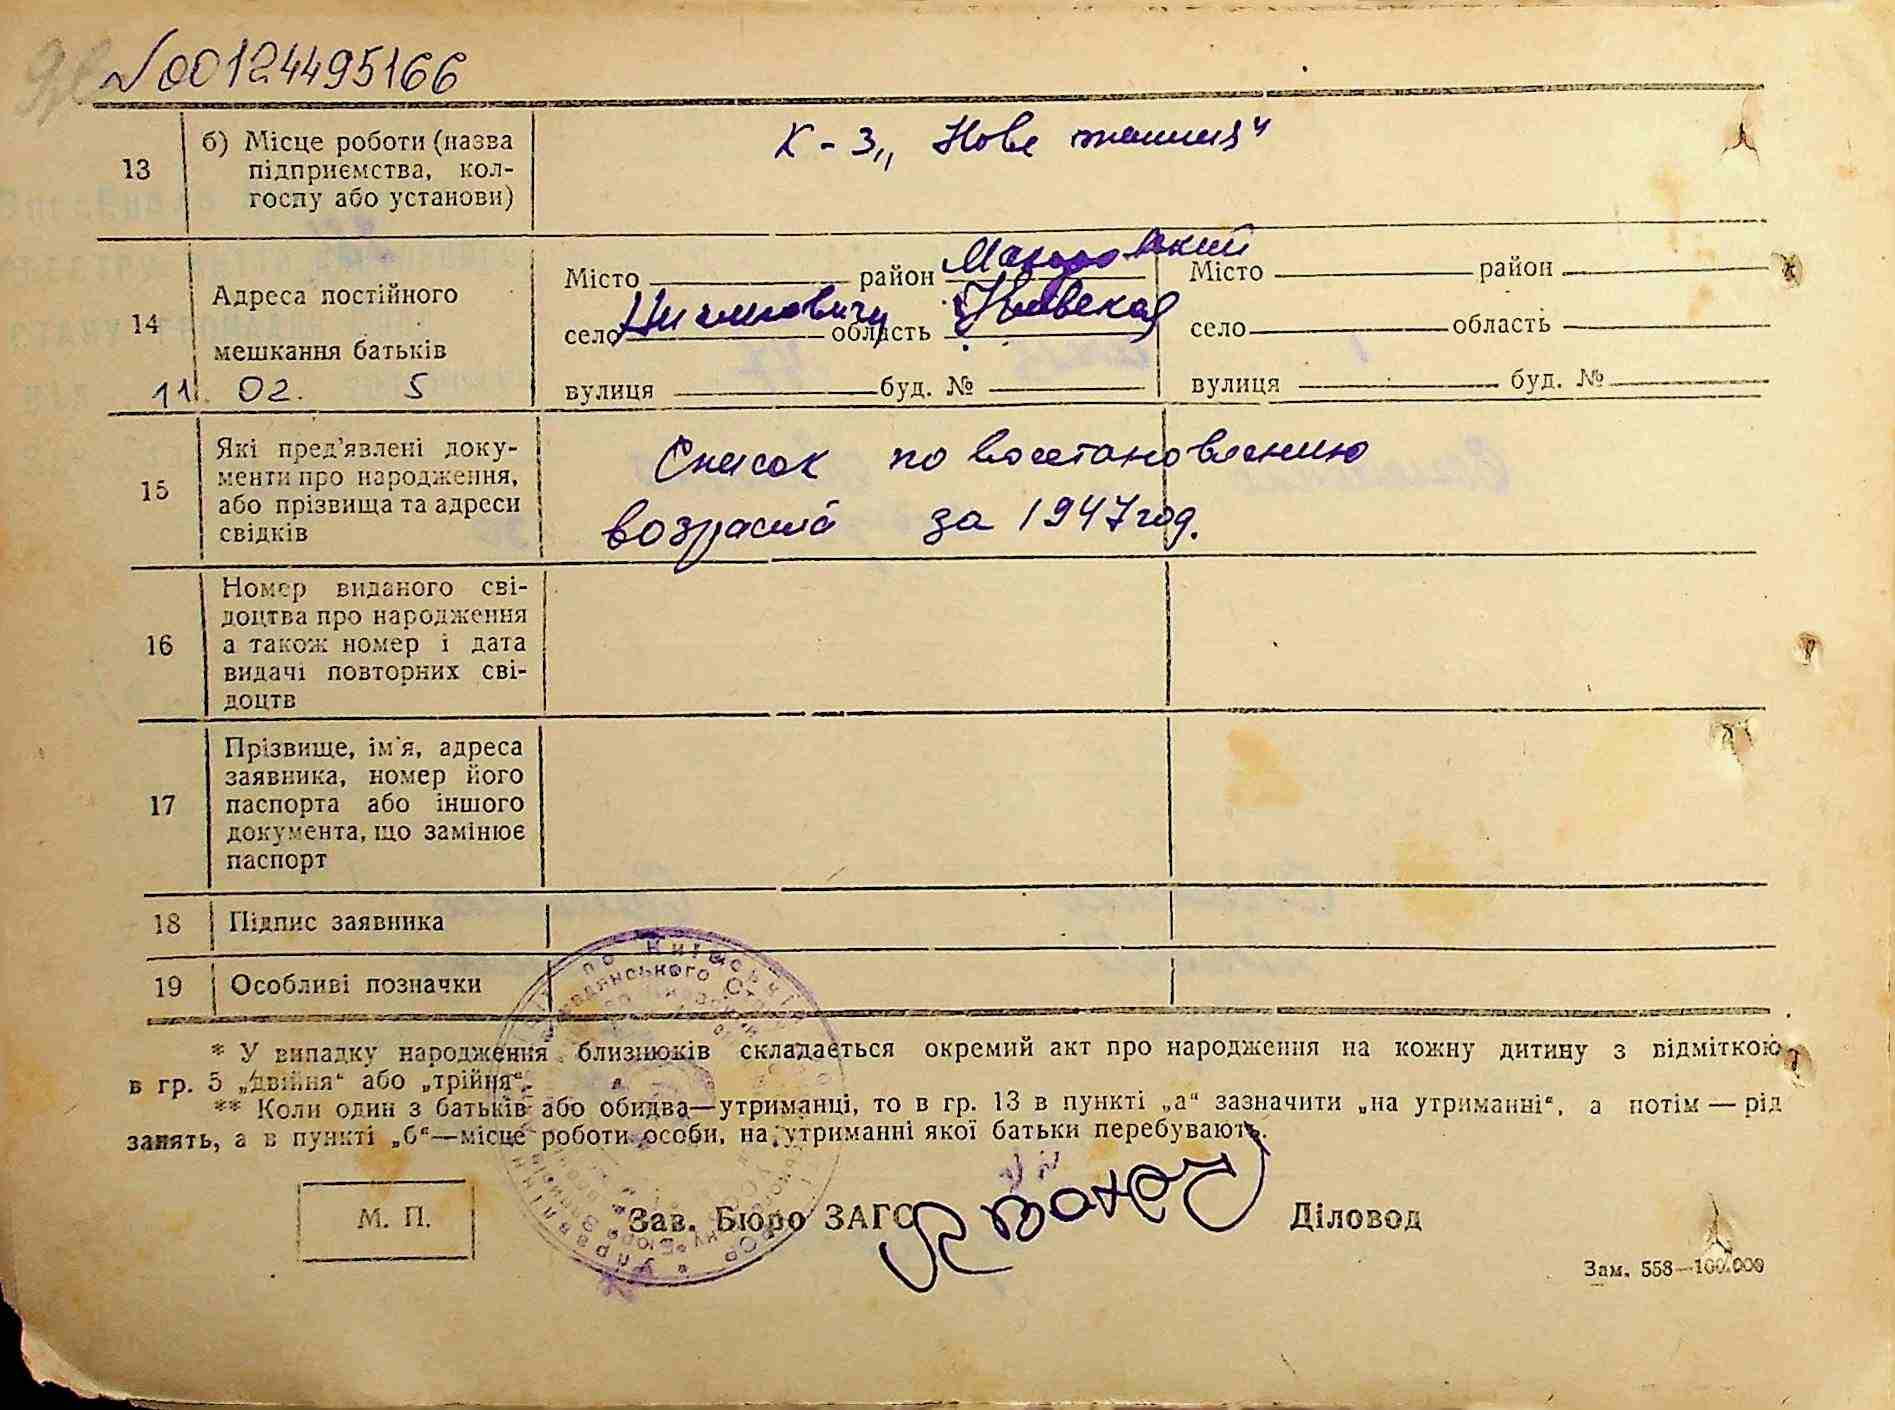 №00124495166
13
б) Місце роботи (назва
підприємства, кол-
госпу або установи)
К-з „Нове життя"
14
Адреса постійного
мешкання батьків
11. 02. 5
Місто район Макаровский
село область Киевская
вулиця буд. №
Місто район
село область
вулиця буд. №
15
Які пред'явлені доку-
менти про народження,
або прізвища та адреси
свідків
Список по восстановлению
возраста за 1947 год.
16
Номер виданого сві-
доцтва про народження
а також номер і дата
видачі повторних сві-
доцтв
17
Прізвище, ім'я, адреса
заявника, номер його
паспорта або іншого
документа, що замінює
паспорт
18 Підпис заявника
19 Особливі позначки
* У випадку народження близнюків складається окремий акт про народження на кожну дитину з відміткою
в гр. 5 „двійня" або „трійня".
** Коли один з батьків або обидва—утриманці, то в гр. 13 в пункті „а" зазначити „на утриманні", а потім — рід
занять, а в пункті „б"—місце роботи особи, на утриманні якої батьки перебувають.
М. П.
Зав. Бюро ЗАГС
Діловод
Зам. 558—100.000